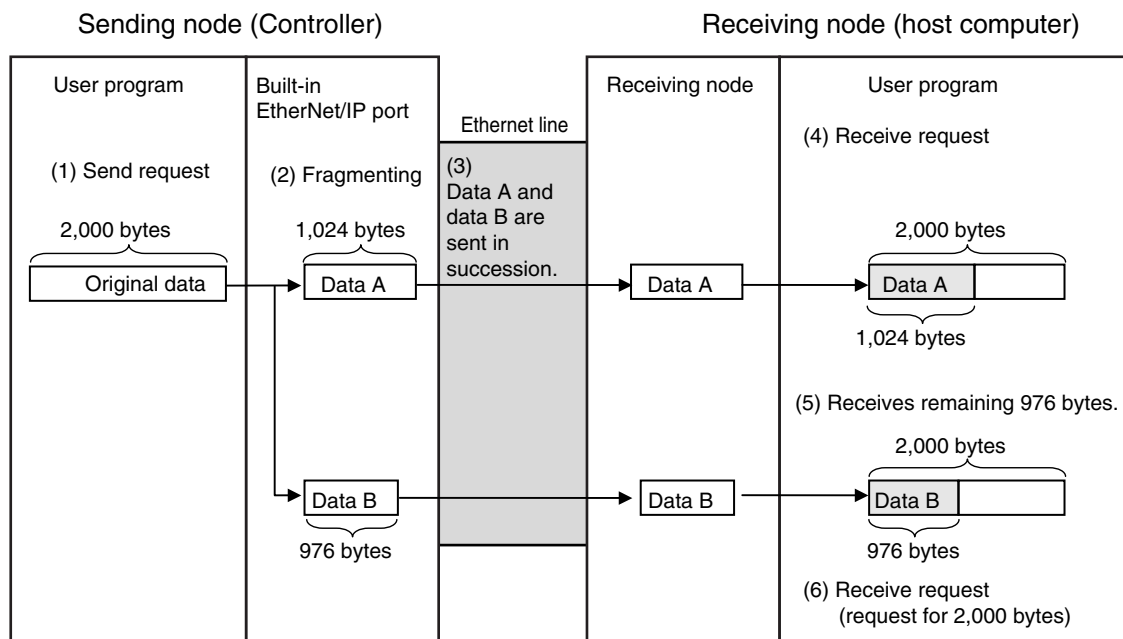 Sending node (Controller)
Receiving node (host computer)
User program
Built-in
EtherNet/IP port
Ethernet line
Receiving node
User program
(1) Send request
(2) Fragmenting
(3)
Data A and
data B are
sent in
succession.
(4) Receive request
2,000 bytes
1,024 bytes
2,000 bytes
Original data
Data A
Data A
Data A
1,024 bytes
(5) Receives remaining 976 bytes.
2,000 bytes
Data B
Data B
Data B
976 bytes
976 bytes
(6) Receive request
(request for 2,000 bytes)